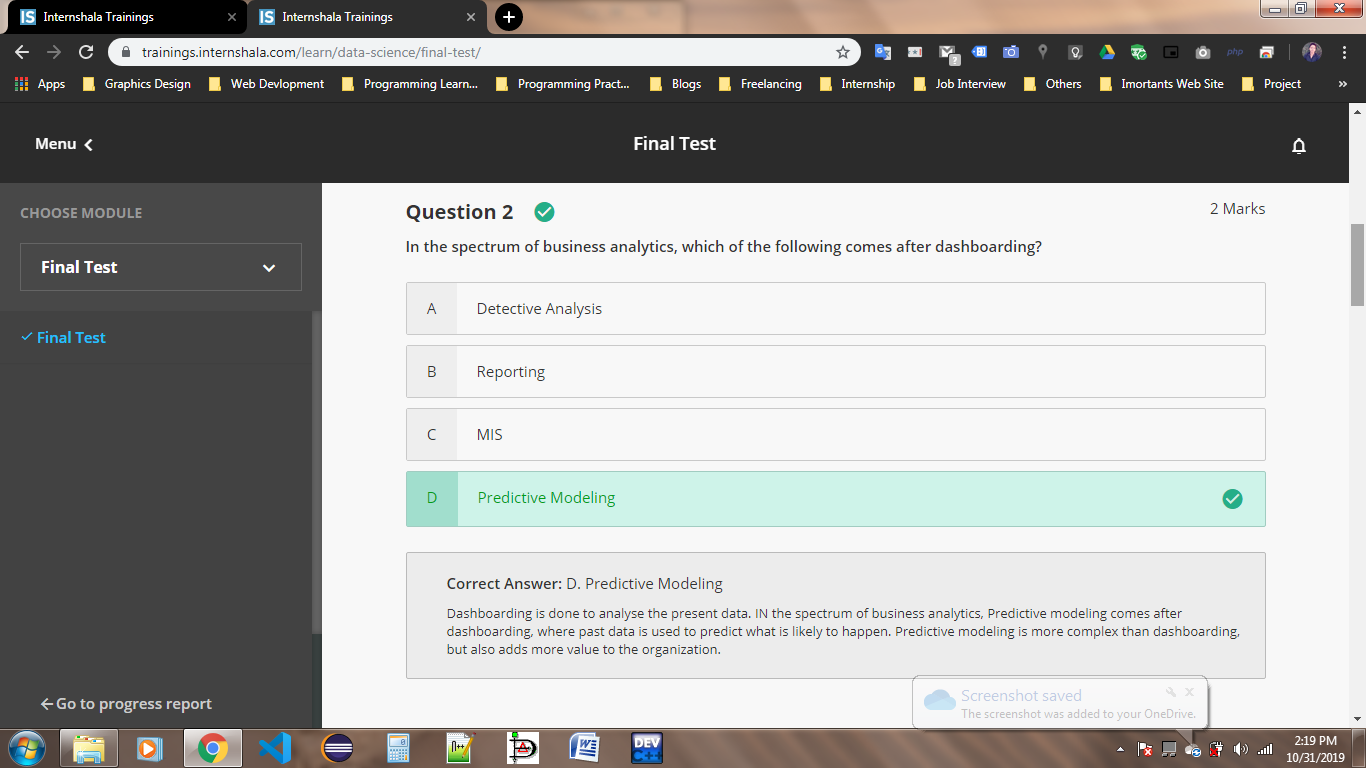 Internshala Trainings
Internshala Trainings
trainings.internshala.com/learn/data-science/final-test/
Apps
Graphics Design
Web Devlopment
Programming Learn...
Programming Pract...
Blogs
Freelancing
Internship
Job Interview
Others
Imortants Web Site
Project
»
Menu
Final Test
CHOOSE MODULE
Final Test
Final Test
Go to progress report
Question 2
2 Marks
In the spectrum of business analytics, which of the following comes after dashboarding?
A Detective Analysis
B Reporting
C MIS
D Predictive Modeling
Correct Answer: D. Predictive Modeling
Dashboarding is done to analyse the present data. IN the spectrum of business analytics, Predictive modeling comes after
dashboarding, where past data is used to predict what is likely to happen. Predictive modeling is more complex than dashboarding,
but also adds more value to the organization.
Screenshot saved
The screenshot was added to your OneDrive.
DEV
C++
2:19 PM
10/31/2019